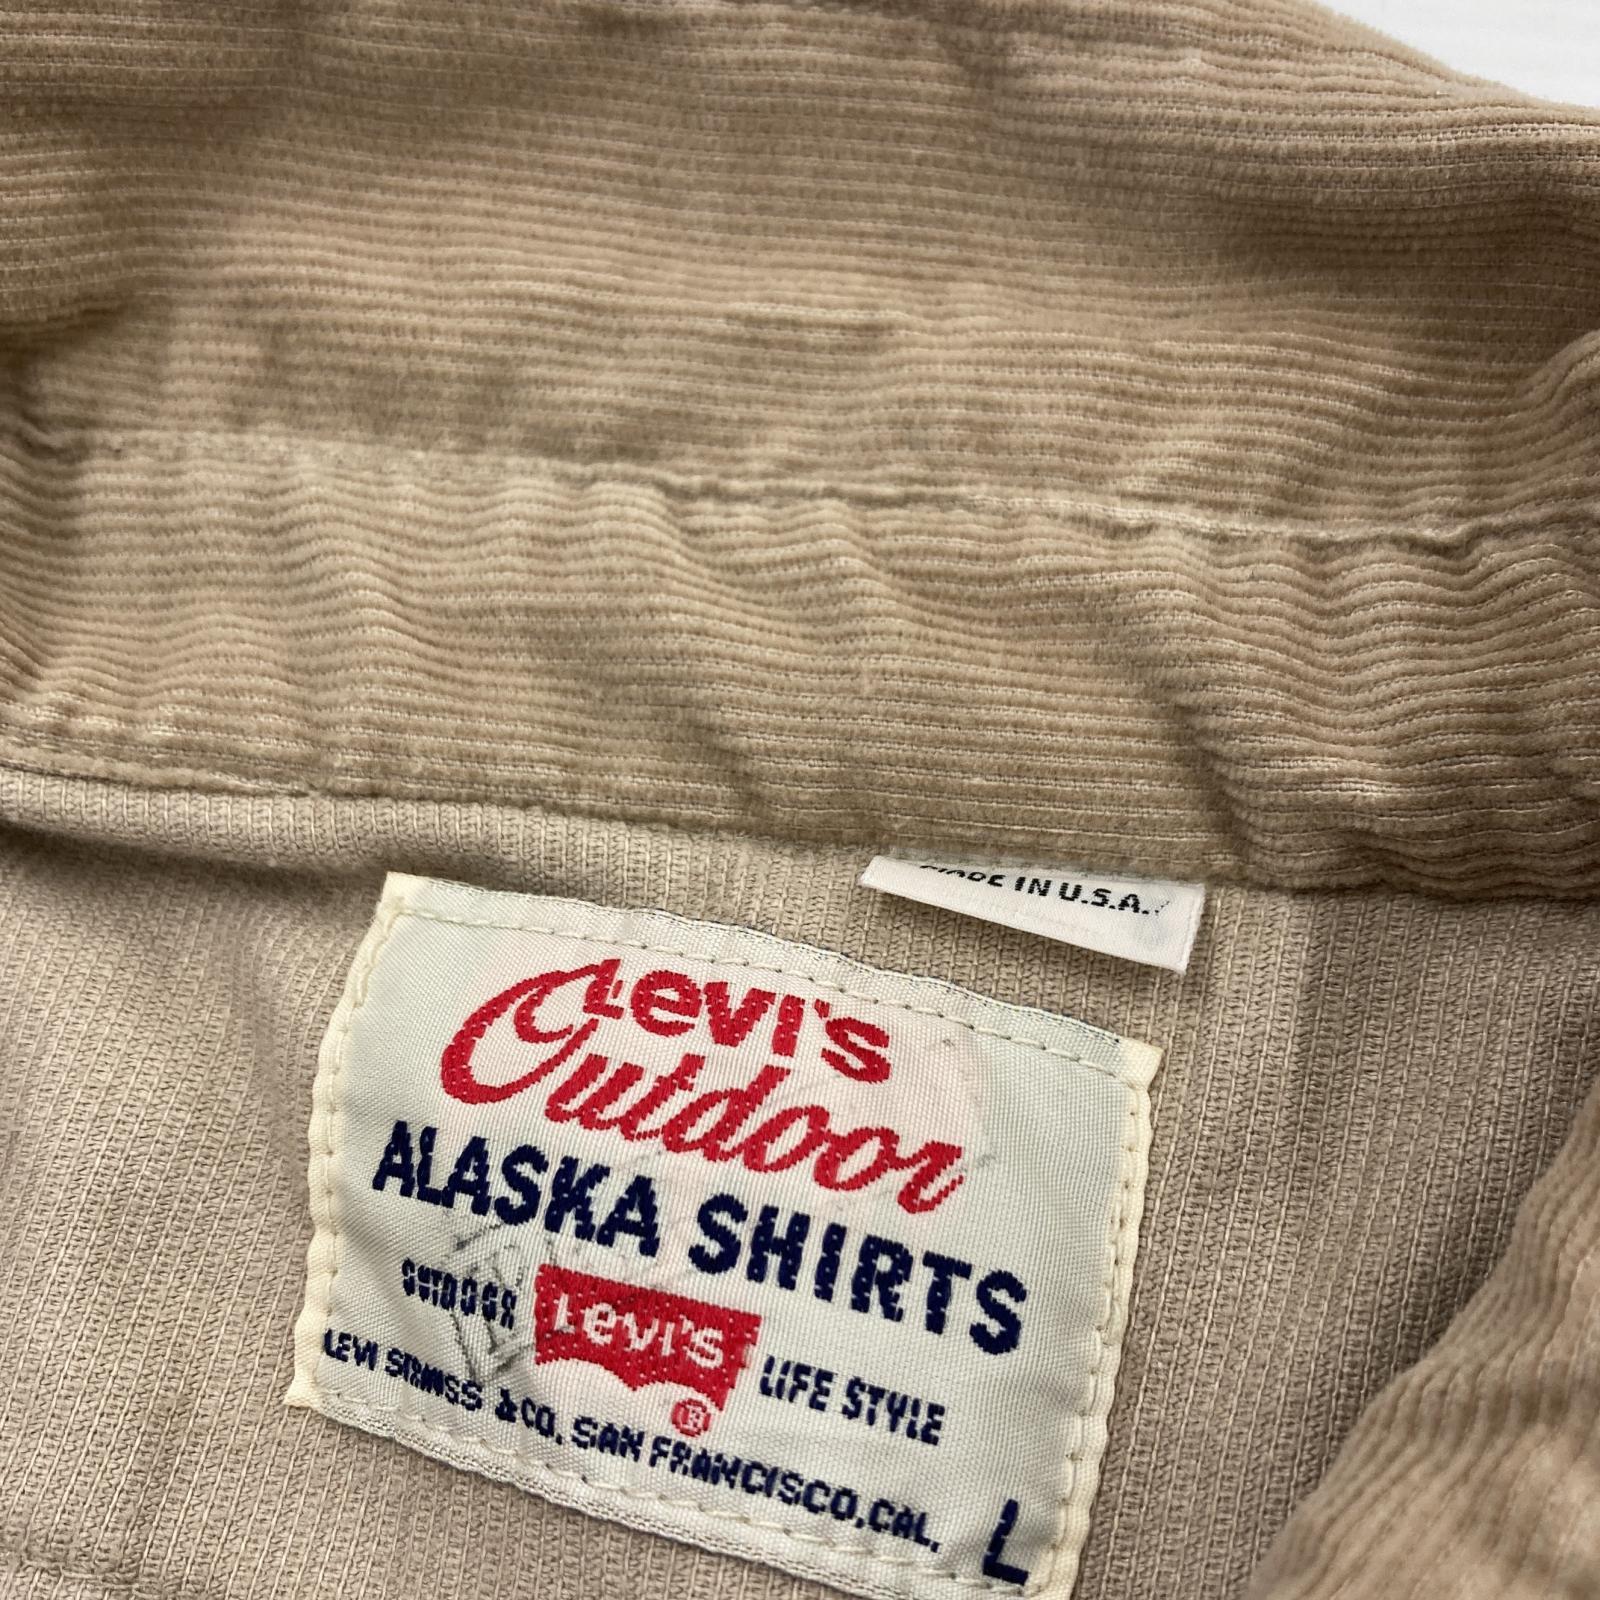 MADE IN U.S.A.
Levi's
Outdoor
ALASKA SHIRTS
OUTDOOR Levi's LIFE STYLE
®
LEVI STRAUSS & CO. SAN FRANCISCO, CAL.
L